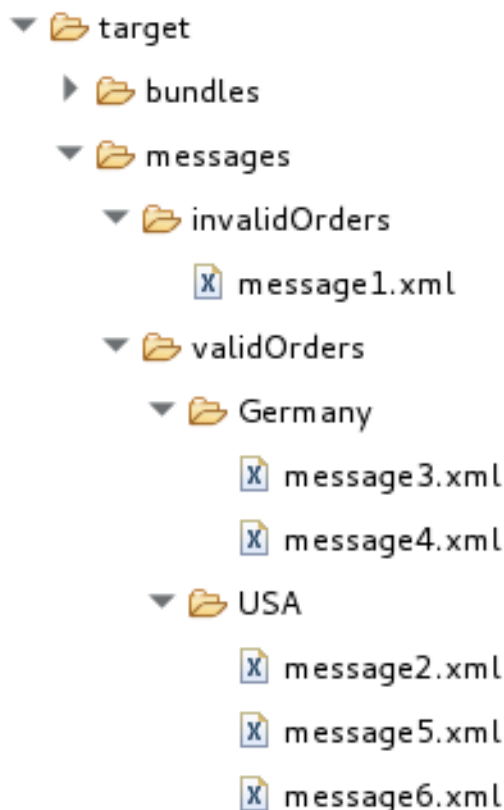 target
bundles
messages
invalidOrders
message1.xml
validOrders
Germany
message3.xml
message4.xml
USA
message2.xml
message5.xml
message6.xml